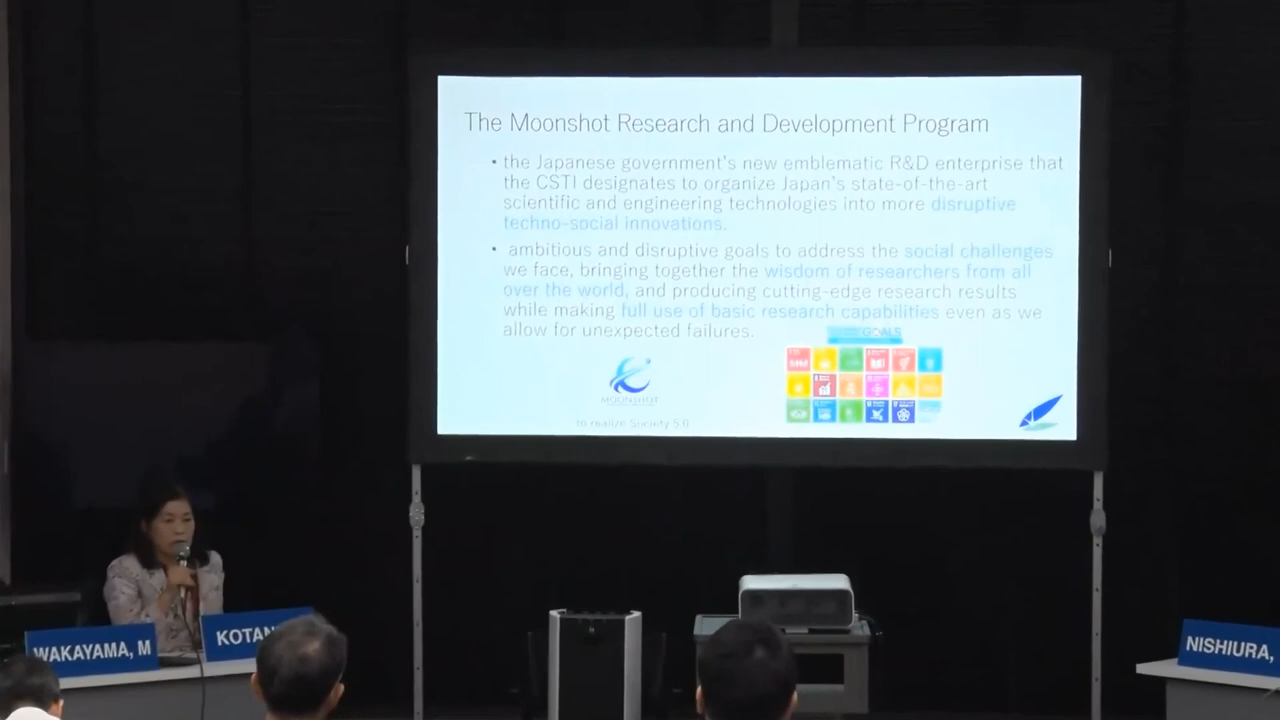 The Moonshot Research and Development Program
• the Japanese government's new emblematic R&D enterprise that
the CSTI designates to organize Japan's state-of-the-art
scientific and engineering technologies into more disruptive
techno-social innovations.
• ambitious and disruptive goals to address the social challenges
we face, bringing together the wisdom of researchers from all
over the world, and producing cutting-edge research results
while making full use of basic research capabilities even as we
allow for unexpected failures.
GOALS
MOONSHOT
to realize Society 5.0
WAKAYAMA, M
KOTAN
NISHIURA,